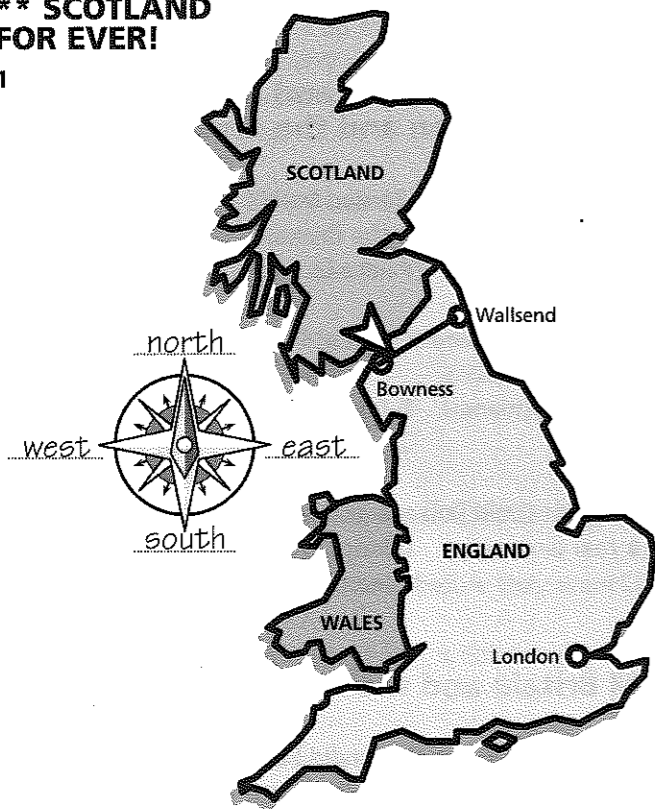 ** SCOTLAND
FOR EVER!
1
SCOTLAND
Wallsend
north
Bowness
west
east
south
ENGLAND
WALES
London